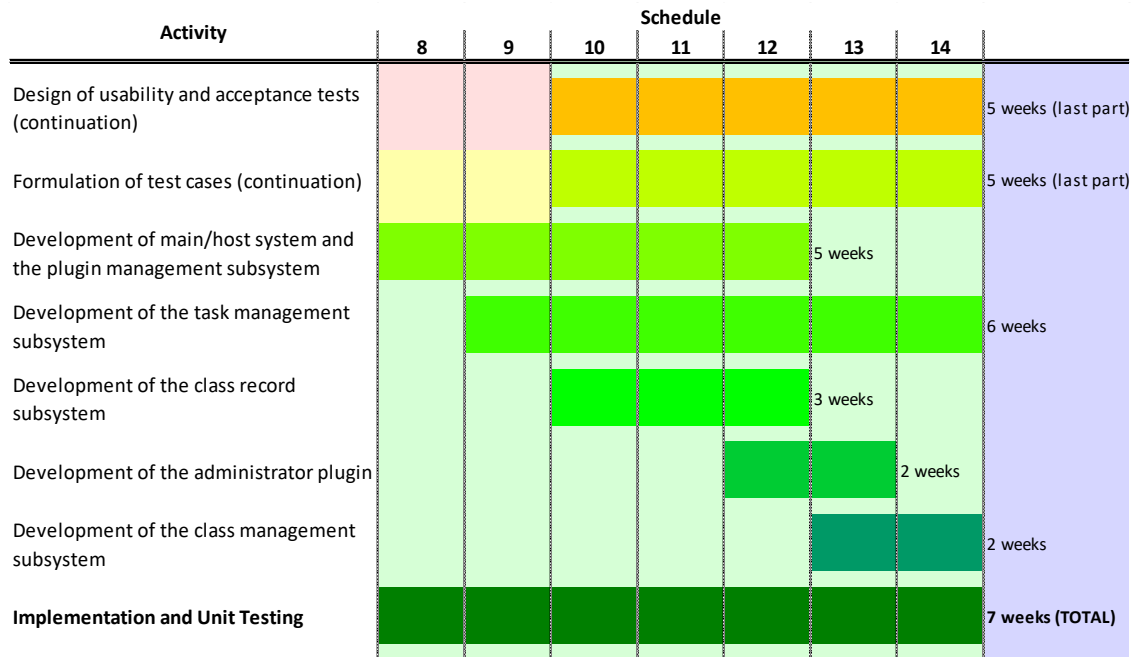 Activity
Schedule
8 9 10 11 12 13 14
Design of usability and acceptance tests
(continuation)
5 weeks (last part)
Formulation of test cases (continuation)
5 weeks (last part)
Development of main/host system and
the plugin management subsystem
5 weeks
Development of the task management
subsystem
6 weeks
Development of the class record
subsystem
3 weeks
Development of the administrator plugin
2 weeks
Development of the class management
subsystem
2 weeks
Implementation and Unit Testing
7 weeks (TOTAL)